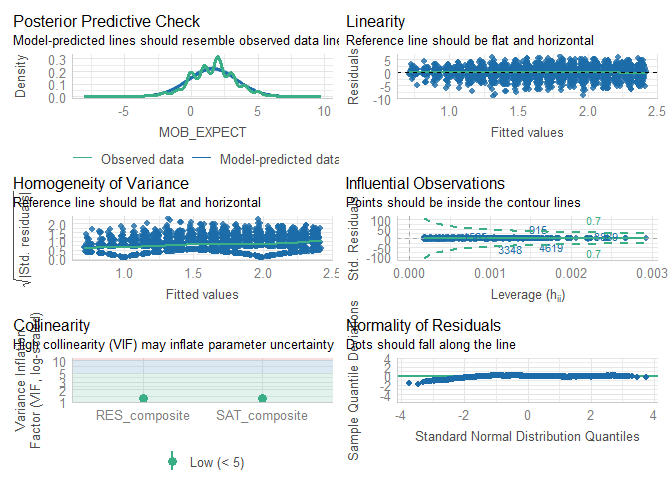 Posterior Predictive Check
Model-predicted lines should resemble observed data line
Density
0.3
0.2
0.1
0.0
-5
0
5
10
MOB_EXPECT
Observed data
Model-predicted data
Linearity
Reference line should be flat and horizontal
Residuals
5
0
-5
-10
1.0
1.5
2.0
2.5
Fitted values
Homogeneity of Variance
Reference line should be flat and horizontal
√|Std. residuals|
2.0
1.5
1.0
0.5
0.0
1.0
1.5
2.0
2.5
Fitted values
Influential Observations
Points should be inside the contour lines
Std. Residuals
100
50
0
-50
-100
0.7
915
3348
4619
0.7
0.000
0.001
0.002
0.003
Leverage (hii)
Collinearity
High collinearity (VIF) may inflate parameter uncertainty
Variance Inflation
Factor (VIF, log-scaled)
10
5
3
2
1
RES_composite
SAT_composite
Low (< 5)
Normality of Residuals
Dots should fall along the line
Sample Quantile Deviations
4
2
0
-2
-4
-4
-2
0
2
4
Standard Normal Distribution Quantiles